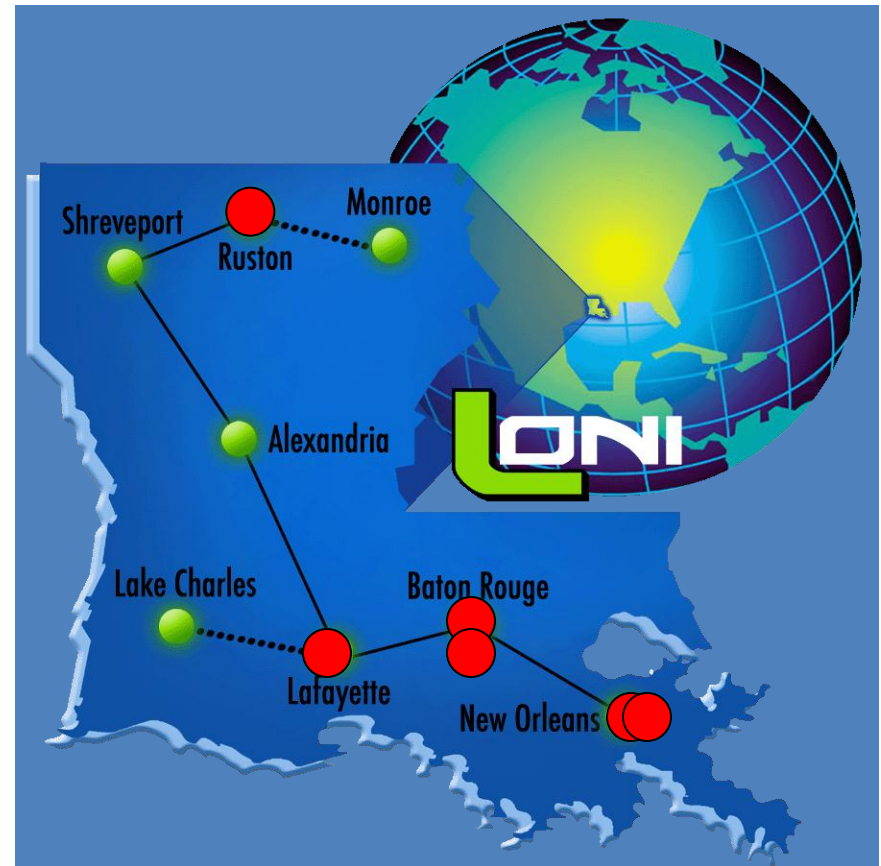 Monroe
Shreveport
Ruston
Alexandria
LONI
Lake Charles
Baton Rouge
Lafayette
New Orleans